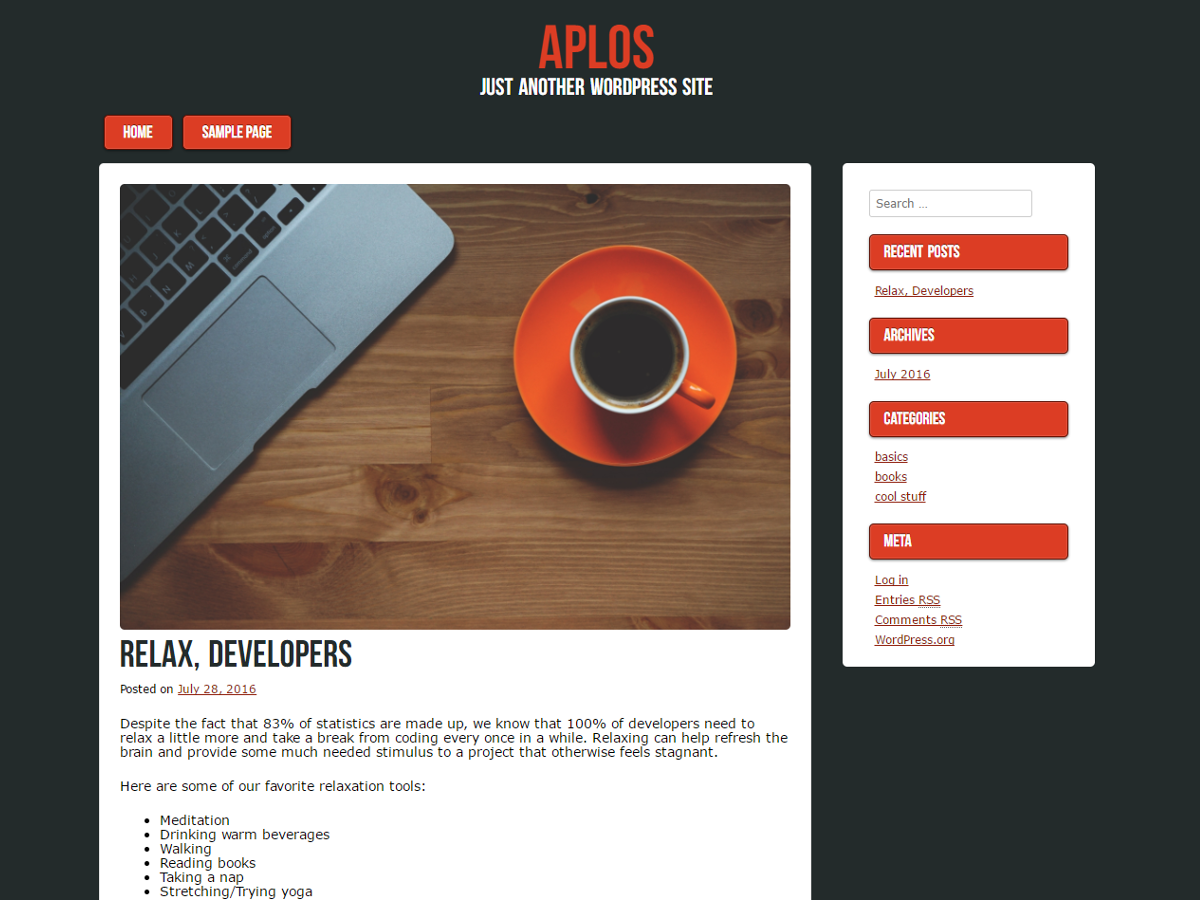 APLOS
JUST ANOTHER WORDPRESS SITE
HOME
SAMPLE PAGE
RELAX, DEVELOPERS
Posted on July 28, 2016
Despite the fact that 83% of statistics are made up, we know that 100% of developers need to
relax a little more and take a break from coding every once in a while. Relaxing can help refresh the
brain and provide some much needed stimulus to a project that otherwise feels stagnant.
Here are some of our favorite relaxation tools:
• Meditation
• Drinking warm beverages
• Walking
• Reading books
• Taking a nap
• Stretching/Trying yoga
Search ...
RECENT POSTS
Relax, Developers
ARCHIVES
July 2016
CATEGORIES
basics
books
cool stuff
META
Log in
Entries RSS
Comments RSS
WordPress.org